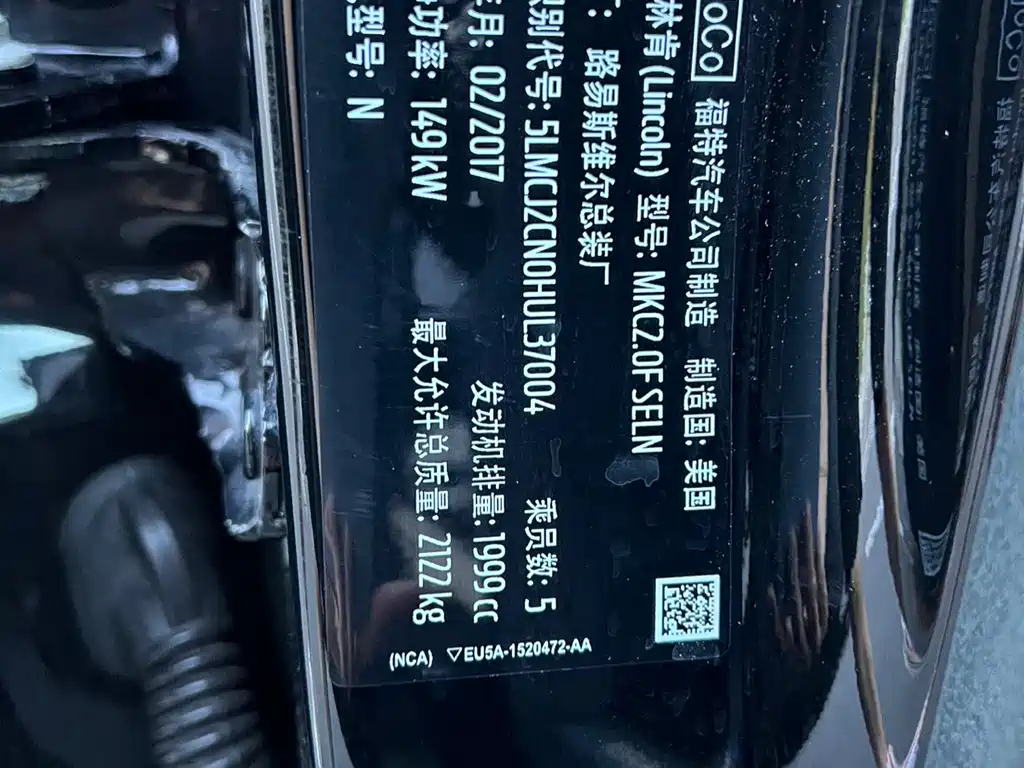 oCo 福特汽车公司制造 制造国: 美国
林肯 (Lincoln) 型号: MKC2.0FSELN
: 路易斯维尔总装厂
别代号: 5LMCJ2CN0HUL37004 乘员数: 5
月: 02/2017 发动机排量: 1999 cc
功率: 149 kW 最大允许总质量: 2122 kg
型号: N
(NCA) ▽EU5A-1520472-AA